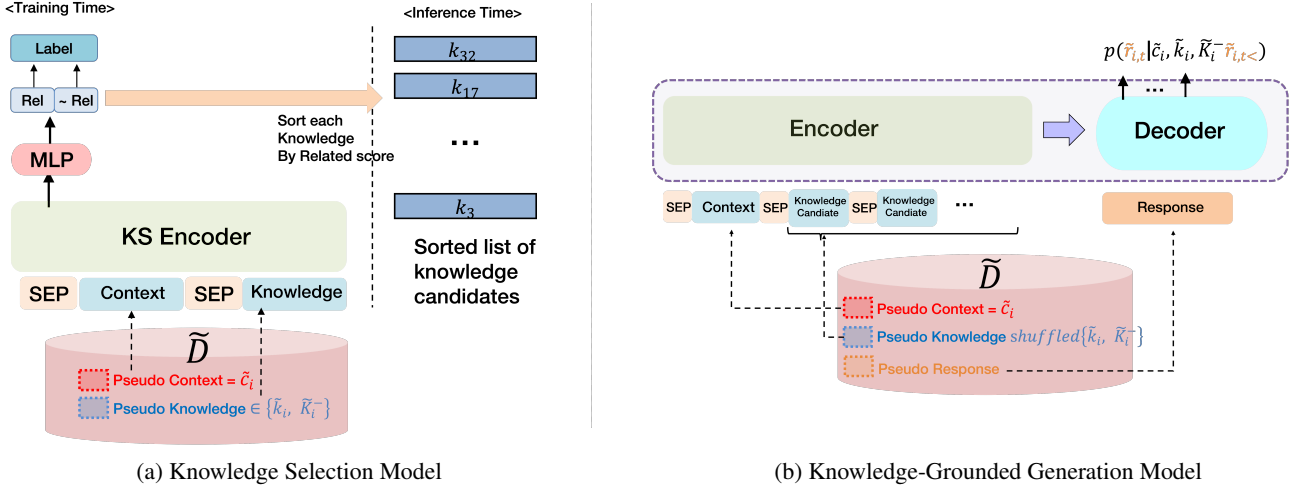 <Training Time>
Label
Rel
~ Rel
MLP
KS Encoder
SEP
Context
SEP
Knowledge
D̃
Pseudo Context = c̃ᵢ
Pseudo Knowledge ∈ {k̃ᵢ, K̃ᵢ⁻}
<Inference Time>
k₃₂
k₁₇
Sort each
Knowledge
By Related score
...
k₃
Sorted list of
knowledge
candidates
(a) Knowledge Selection Model
p(r̃ᵢ,ₜ|c̃ᵢ, k̃ᵢ, K̃ᵢ⁻ r̃ᵢ,ₜ<)
...
Encoder
Decoder
SEP
Context
SEP
Knowledge
Candiate
SEP
Knowledge
Candiate
...
Response
D̃
Pseudo Context = c̃ᵢ
Pseudo Knowledge shuffled{k̃ᵢ, K̃ᵢ⁻}
Pseudo Response
(b) Knowledge-Grounded Generation Model